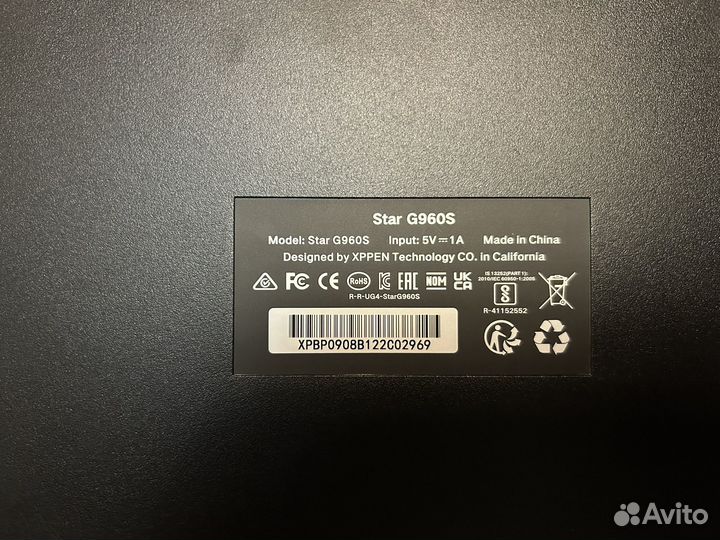 Star G960S
Model: Star G960S Input: 5V⎓1A Made in China
Designed by XPPEN Technology CO. in California
FC CE RoHS KC EAC NOM UK CA
IS 13252(PART 1):
2010/IEC 60950-1:2005
R-R-UG4-StarG960S
R-41152552
XPBP0908B122C02969
Avito